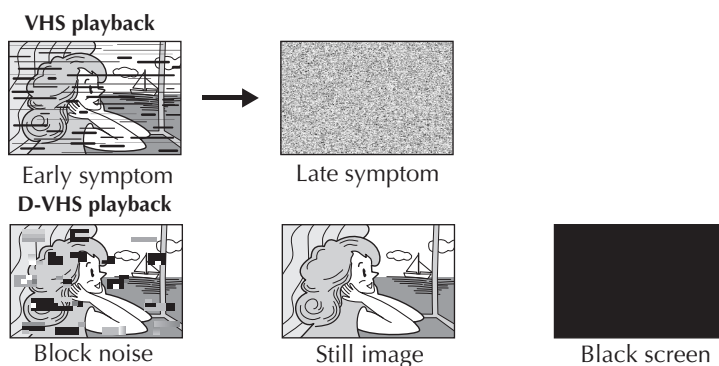 VHS playback
Early symptom
Late symptom
D-VHS playback
Block noise
Still image
Black screen